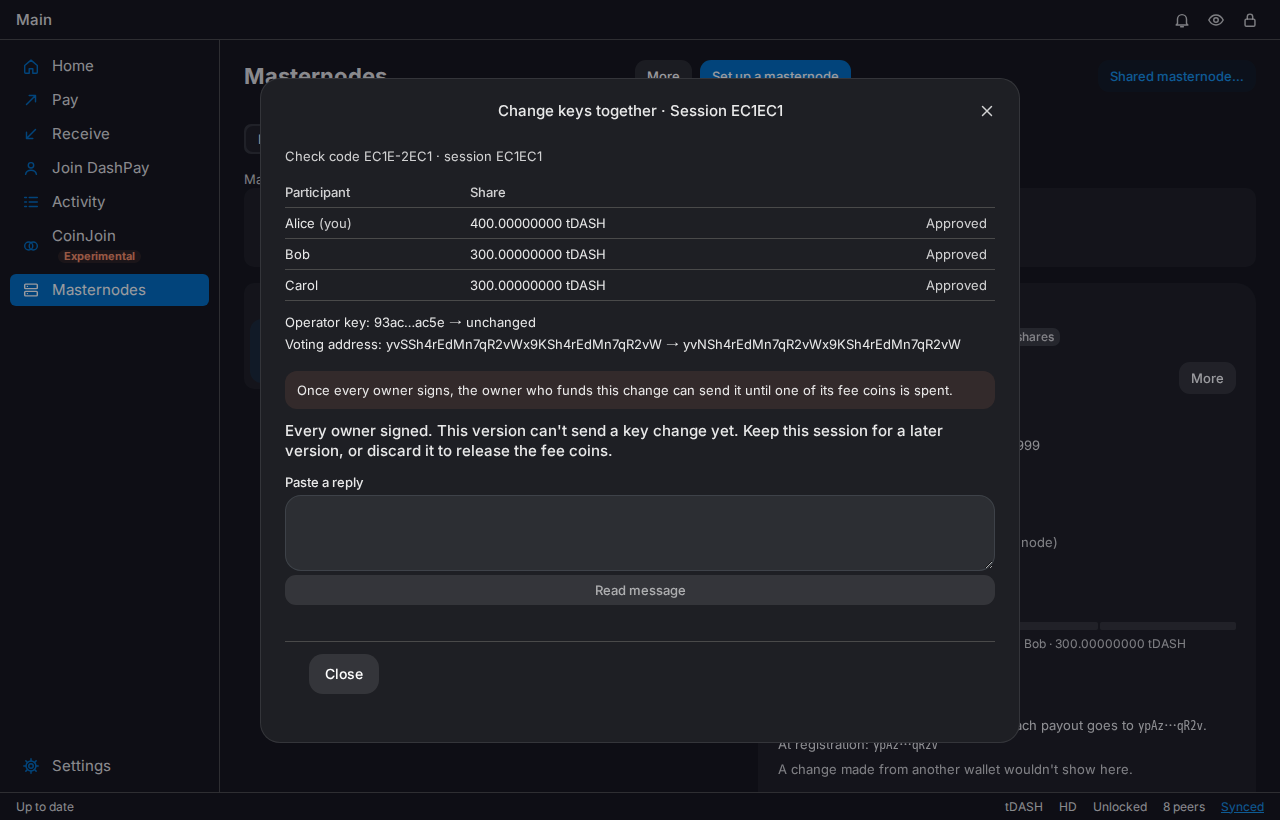 Main
Home
Pay
Receive
Join DashPay
Activity
CoinJoin
Experimental
Masternodes
Settings
Masternodes
More
Set up a masternode
Shared masternode...
Change keys together · Session EC1EC1
Check code EC1E-2EC1 · session EC1EC1
Participant Share
Alice (you) 400.00000000 tDASH Approved
Bob 300.00000000 tDASH Approved
Carol 300.00000000 tDASH Approved
Operator key: 93ac…ac5e → unchanged
Voting address: yvSSh4rEdMn7qR2vWx9KSh4rEdMn7qR2vW → yvNSh4rEdMn7qR2vWx9KSh4rEdMn7qR2vW
Once every owner signs, the owner who funds this change can send it until one of its fee coins is spent.
Every owner signed. This version can't send a key change yet. Keep this session for a later
version, or discard it to release the fee coins.
Paste a reply
Read message
Close
shares
More
999
node)
Bob · 300.00000000 tDASH
ach payout goes to ypAz…qR2v.
At registration: ypAz…qR2v
A change made from another wallet wouldn't show here.
Up to date
tDASH HD Unlocked 8 peers Synced